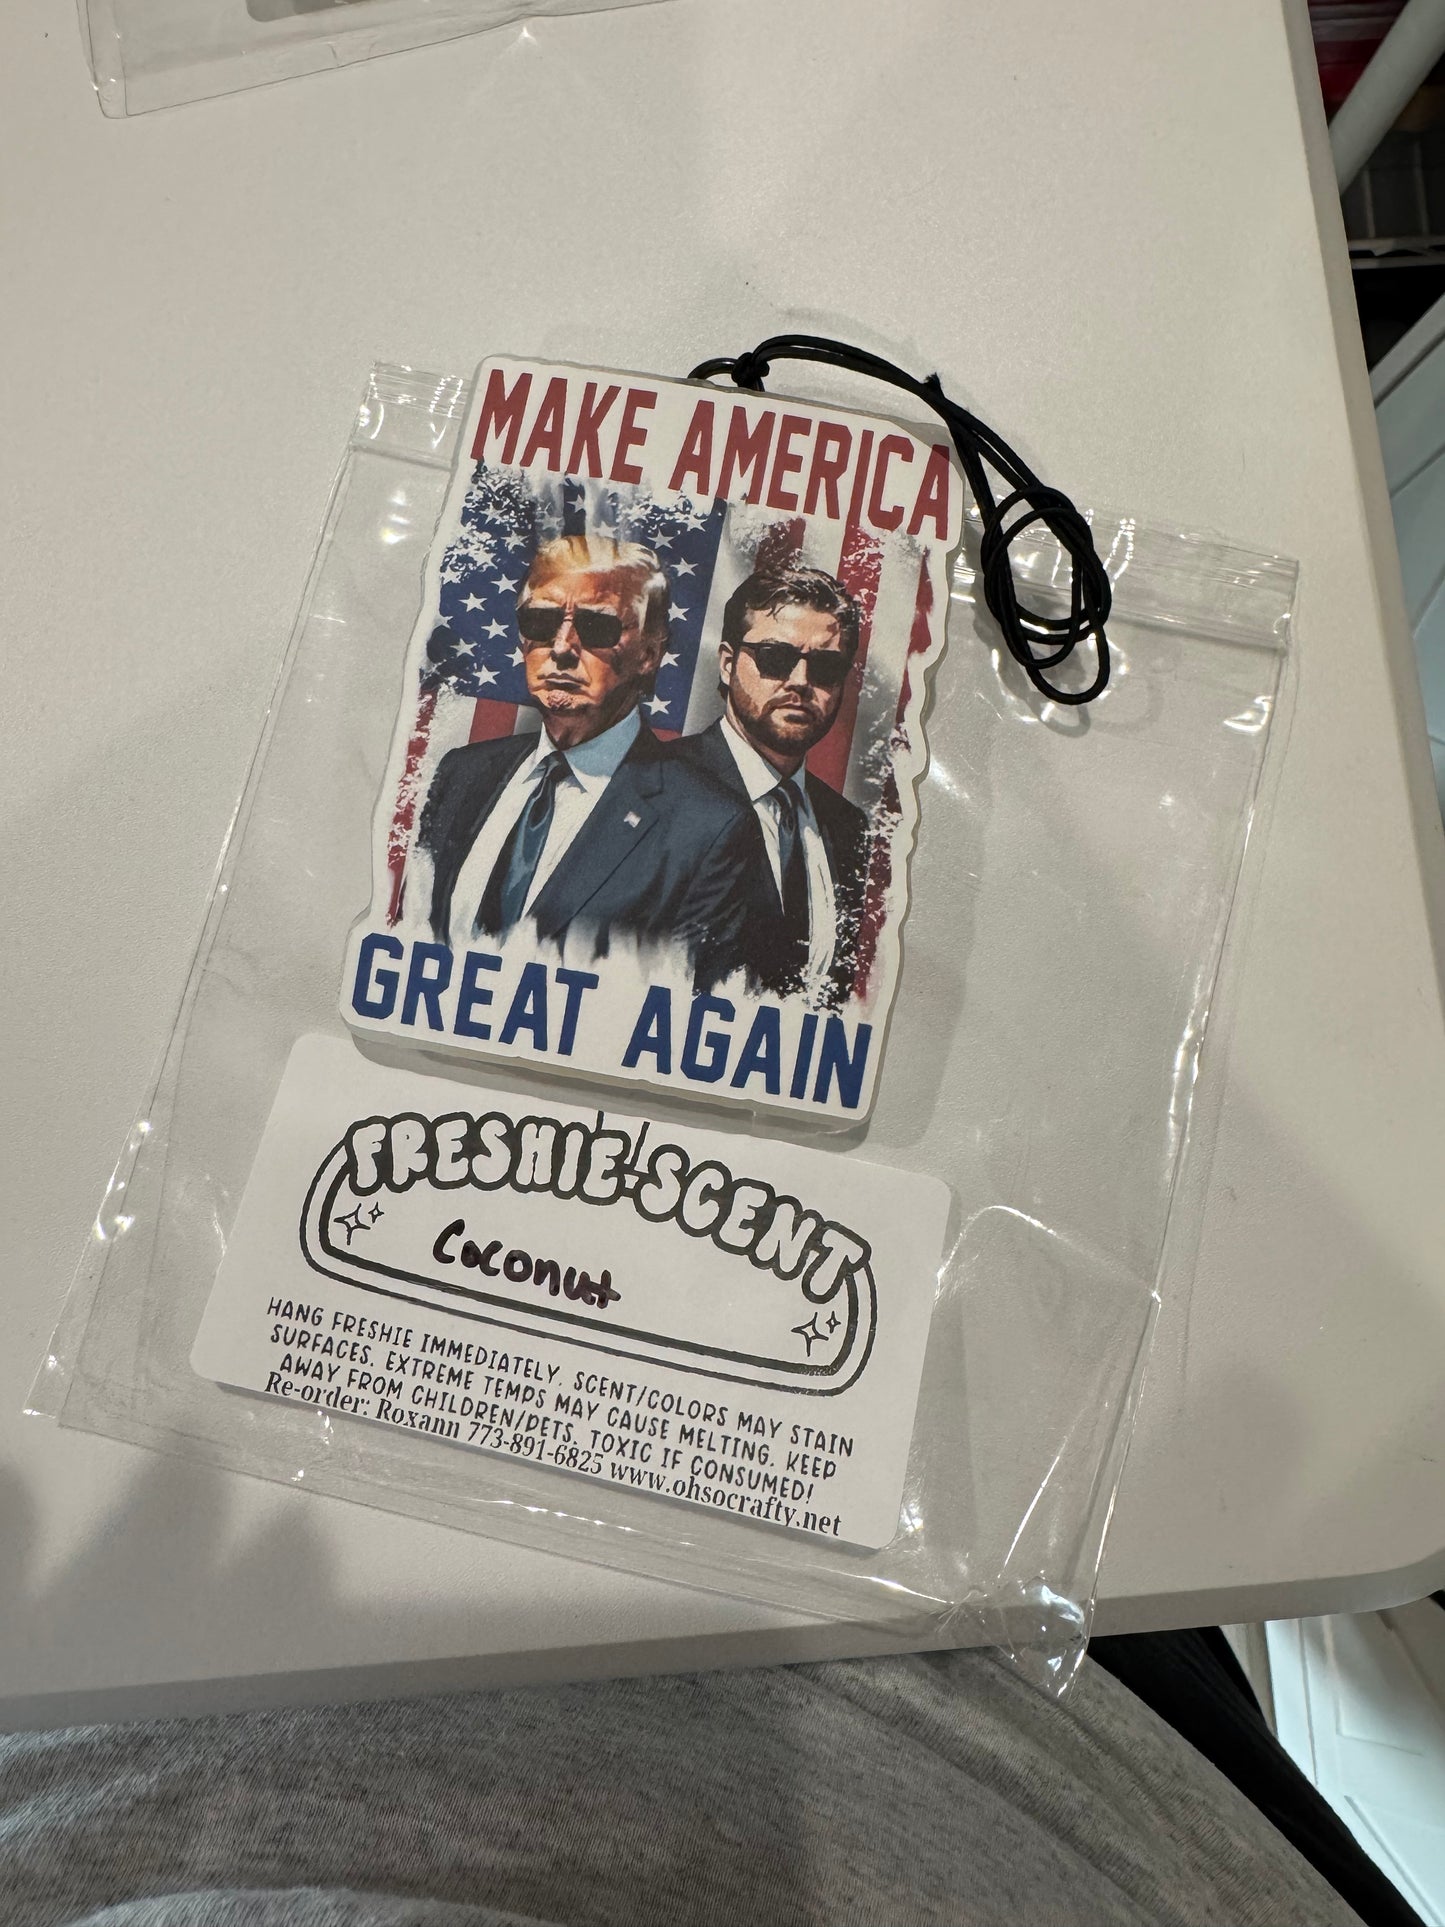 MAKE AMERICA
GREAT AGAIN
FRESHIE SCENT
Coconut
HANG FRESHIE IMMEDIATELY. SCENT/COLORS MAY STAIN
SURFACES. EXTREME TEMPS MAY CAUSE MELTING. KEEP
AWAY FROM CHILDREN/PETS. TOXIC IF CONSUMED!
Re-order: Roxann 773-891-6825 www.ohsocrafty.net